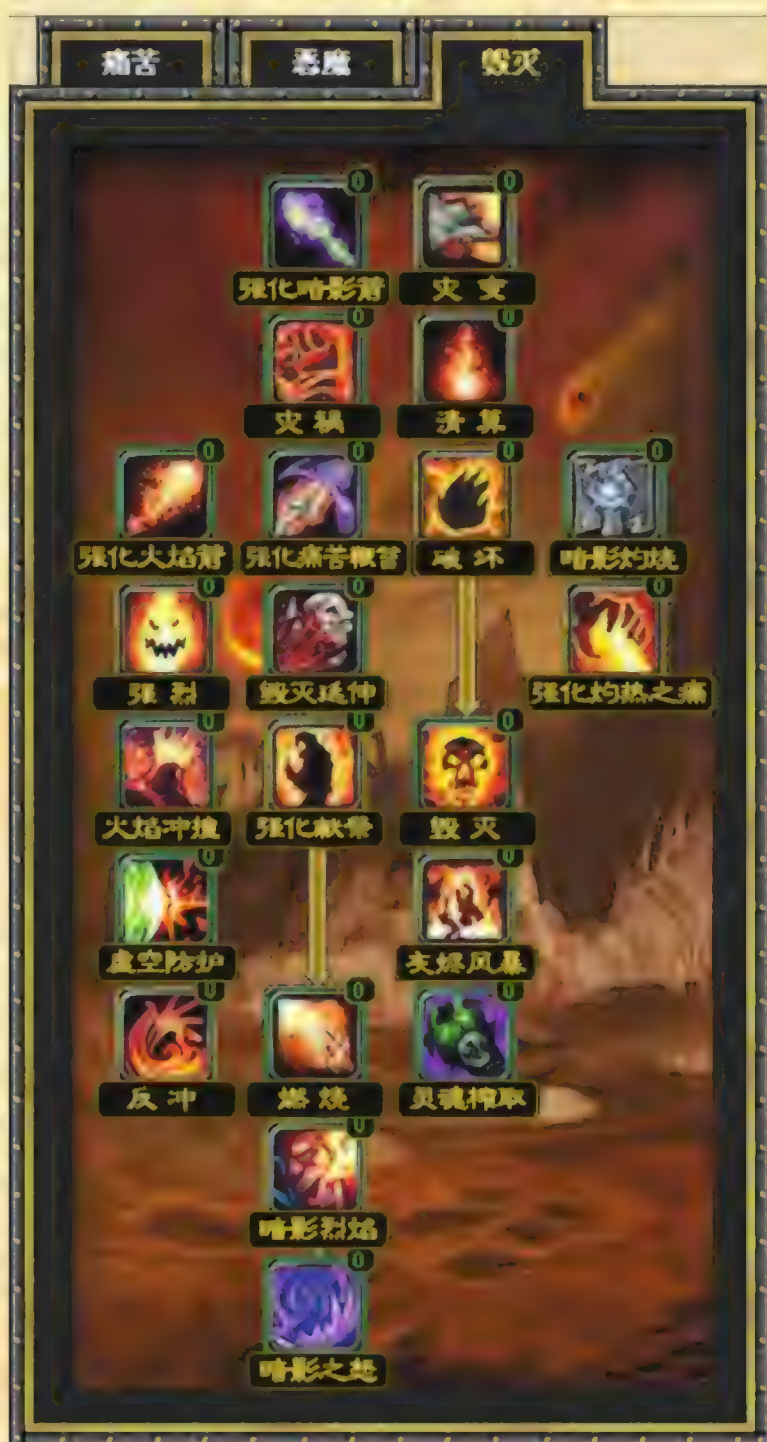 痛苦 恶魔 毁灭
0 0
强化暗影箭 灾变
0 0
灾祸 清算
0 0 0 0
强化火焰箭 强化痛苦鞭笞 破坏 暗影灼烧
0 0 0
强烈 毁灭延伸 强化灼热之痛
0 0 0
火焰冲撞 强化献祭 毁灭
0 0
虚空防护 灰烬风暴
0 0 0
反冲 燃烧 灵魂榨取
0
暗影烈焰
0
暗影之怒